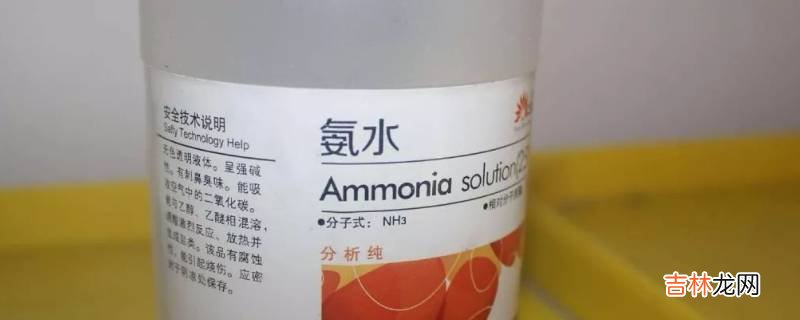 安全技术说明
Safty Technology Help
无色透明液体。呈强碱
性。有刺鼻臭味。能吸
收空气中的二氧化碳。
能与乙醇、乙醚相混溶，
遇酸激烈反应、放热并
生成盐类。该品有腐蚀
性，能引起烧伤。应密
封于阴凉处保存。
氨水
Ammonia solution(25
●分子式： NH3
●相对分子质量
分析纯
吉林龙网